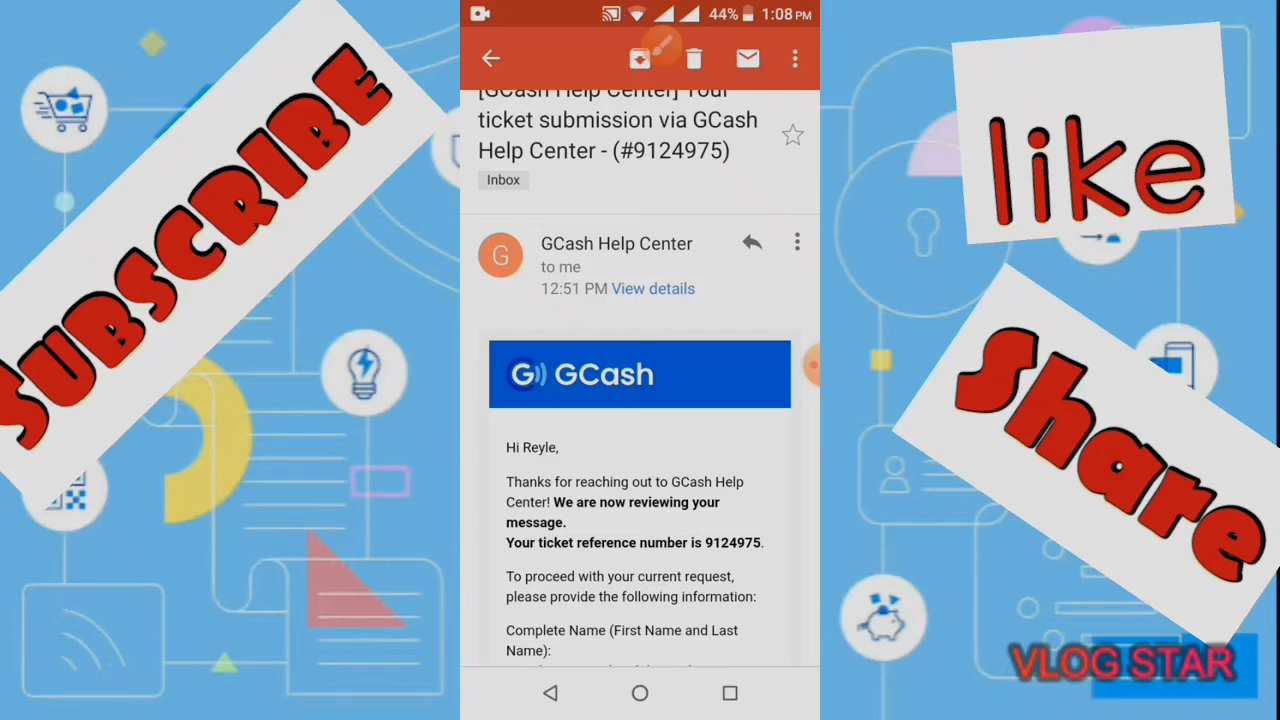 SUBSCRIBE
44% 1:08 PM
[GCash Help Center] Your
ticket submission via GCash
Help Center - (#9124975)
Inbox
G
GCash Help Center
to me
12:51 PM View details
G GCash
Hi Reyle,
Thanks for reaching out to GCash Help
Center! We are now reviewing your
message.
Your ticket reference number is 9124975.
To proceed with your current request,
please provide the following information:
Complete Name (First Name and Last
Name):
like
Share
VLOG STAR